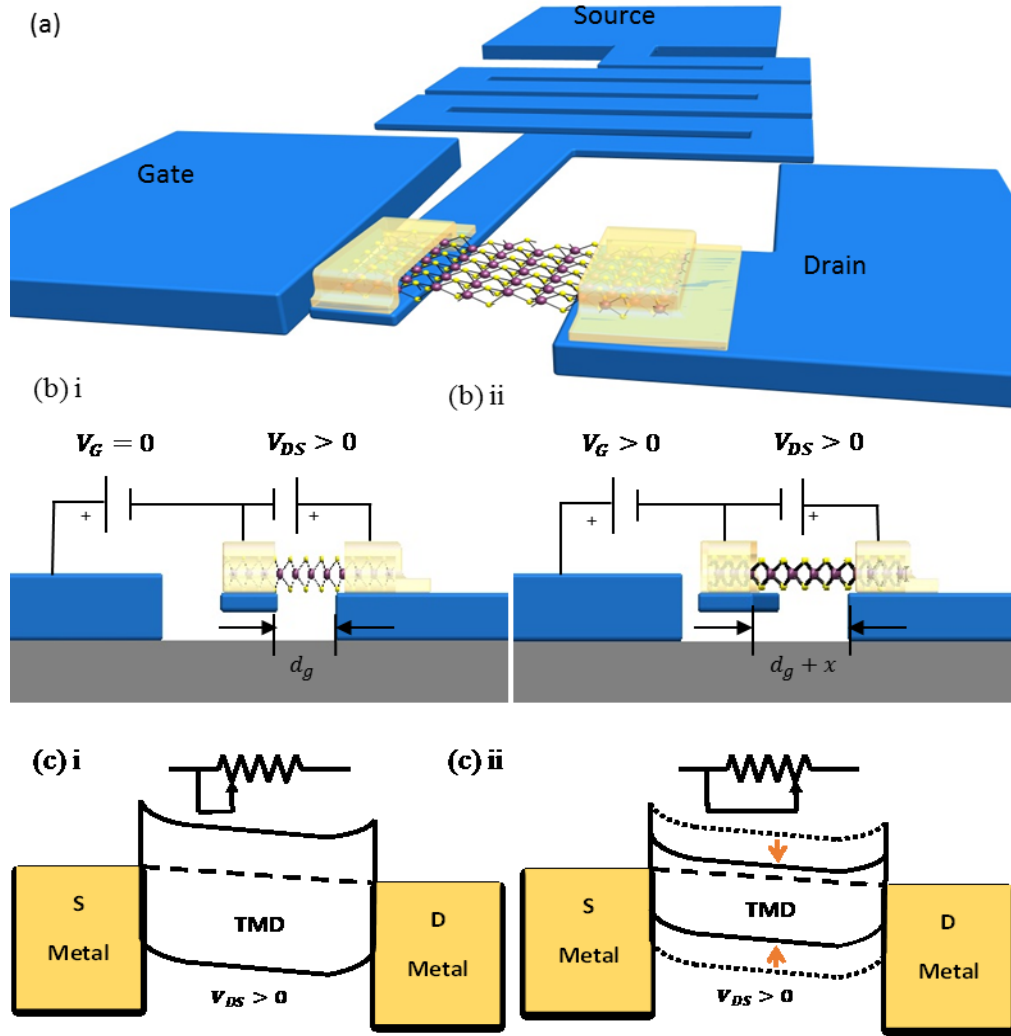 (a)
Source
Gate
Drain
(b) i
(b) ii
V_G = 0
V_DS > 0
V_G > 0
V_DS > 0
+
+
+
+
d_g
d_g + x
(c) i
(c) ii
S
Metal
TMD
D
Metal
V_DS > 0
S
Metal
TMD
D
Metal
V_DS > 0